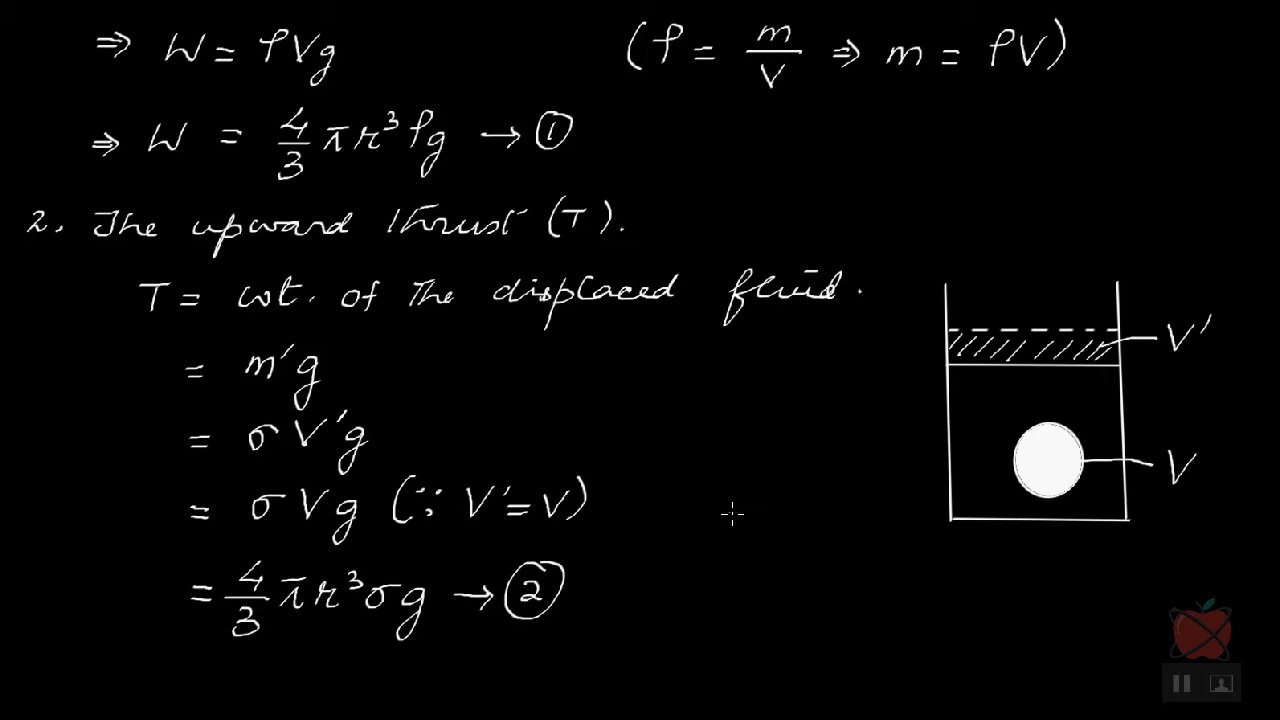 ⇒ W = ρVg (ρ = m/V ⇒ m = ρV)
⇒ W = 4/3 πr³ρg → ①
2. The upward thrust (T).
T = wt. of the displaced fluid.
= m'g
= σV'g
= σVg (∵ V' = V)
= 4/3 πr³σg → ②
V'
V